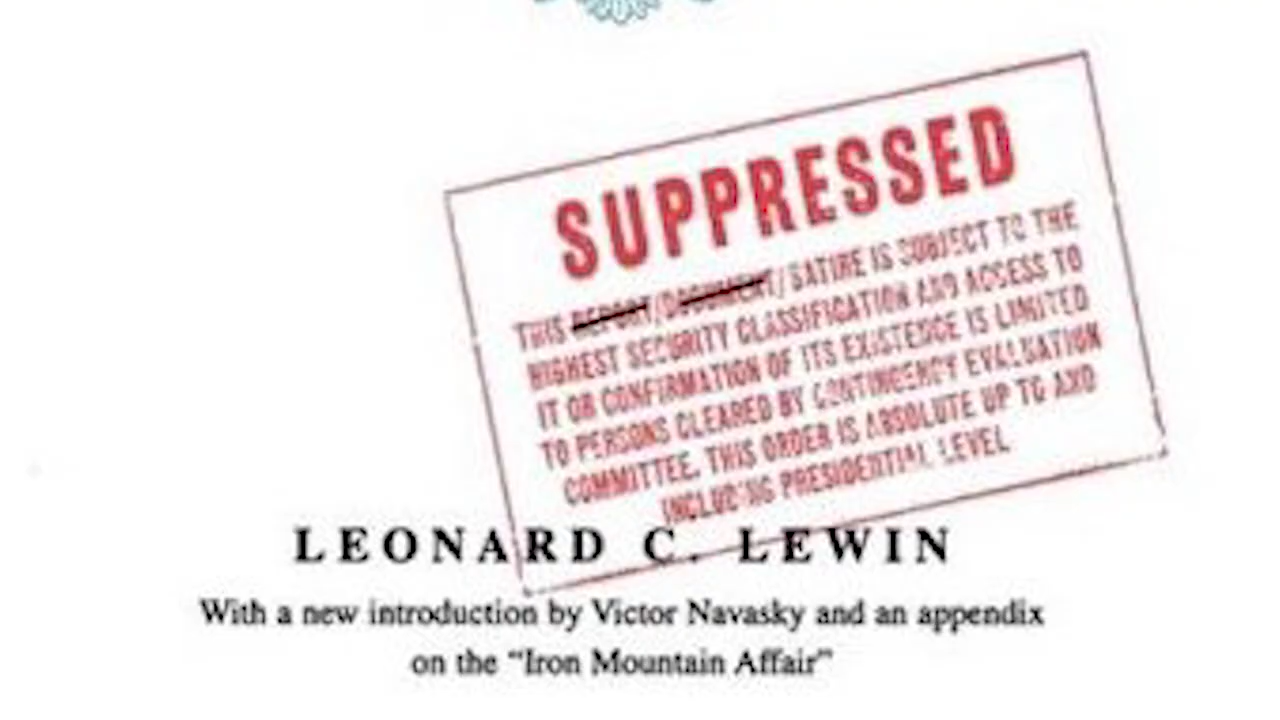 SUPPRESSED
THIS REPORT/DOCUMENT/SATIRE IS SUBJECT TO THE
HIGHEST SECURITY CLASSIFICATION AND ACCESS TO
IT OR CONFIRMATION OF ITS EXISTENCE IS LIMITED
TO PERSONS CLEARED BY CONTINGENCY EVALUATION
COMMITTEE. THIS ORDER IS ABSOLUTE UP TO AND
INCLUDING PRESIDENTIAL LEVEL
LEONARD C. LEWIN
With a new introduction by Victor Navasky and an appendix
on the "Iron Mountain Affair"